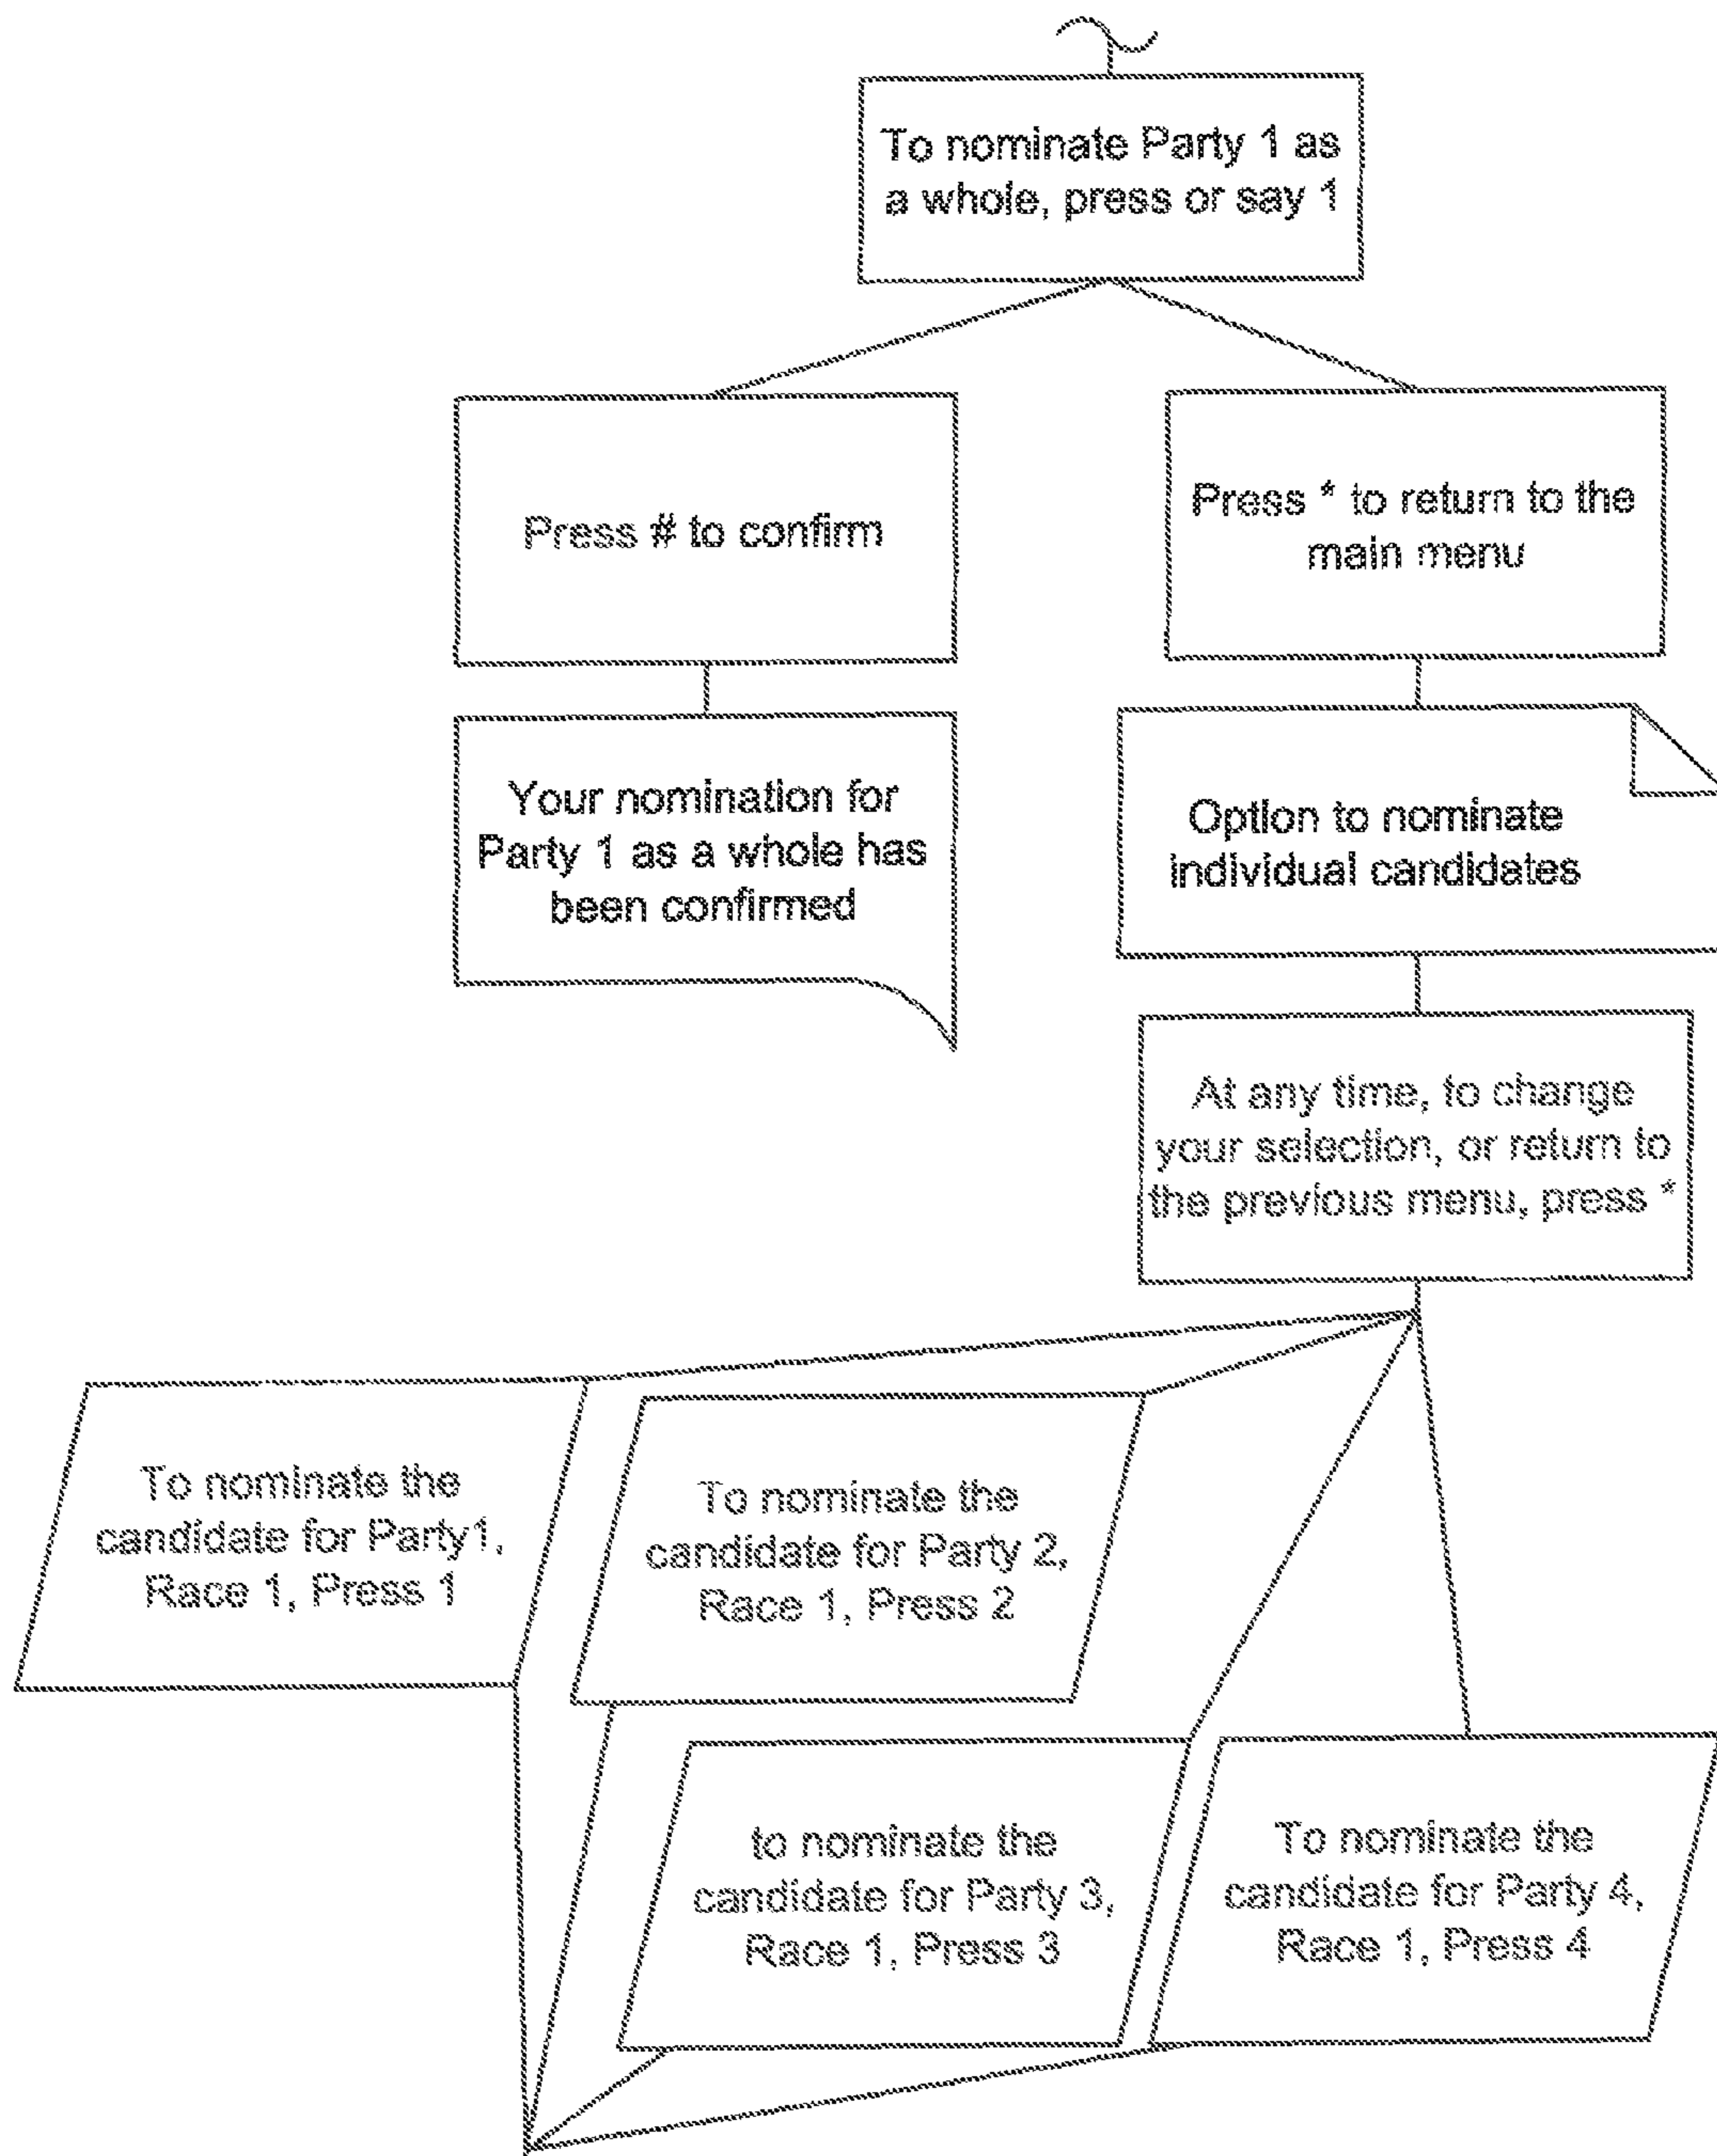 To nominate Party 1 as
a whole, press or say 1
Press # to confirm
Press * to return to the
main menu
Your nomination for
Party 1 as a whole has
been confirmed
Option to nominate
individual candidates
At any time, to change
your selection, or return to
the previous menu, press *
To nominate the
candidate for Party1,
Race 1, Press 1
To nominate the
candidate for Party 2,
Race 1, Press 2
to nominate the
candidate for Party 3,
Race 1, Press 3
To nominate the
candidate for Party 4,
Race 1, Press 4